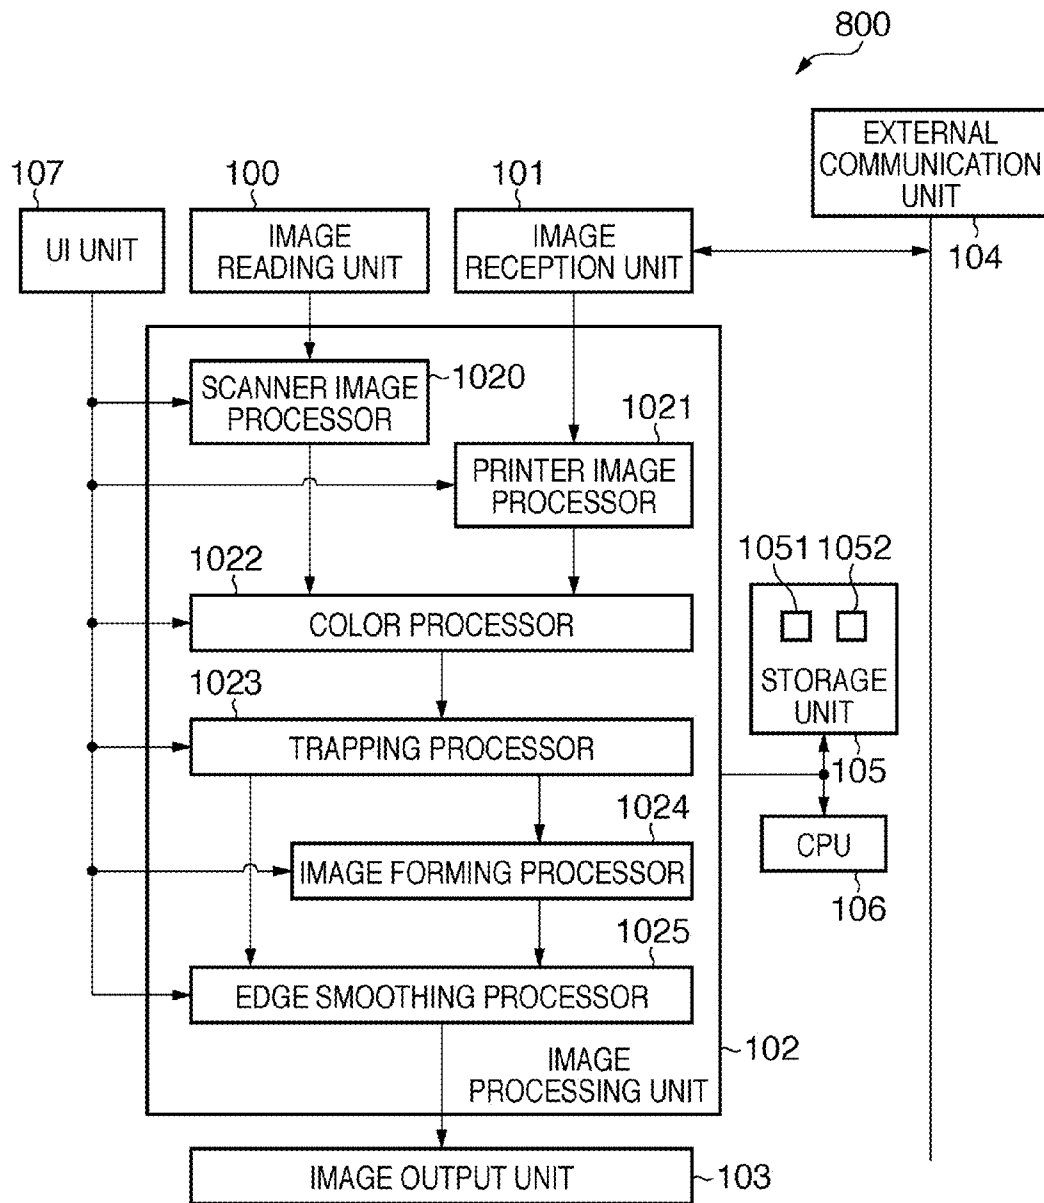 800
EXTERNAL
COMMUNICATION
UNIT
104
107
100
101
UI UNIT
IMAGE
READING UNIT
IMAGE
RECEPTION UNIT
SCANNER IMAGE
PROCESSOR
1020
1021
PRINTER IMAGE
PROCESSOR
1022
COLOR PROCESSOR
1051
1052
STORAGE
UNIT
105
1023
TRAPPING PROCESSOR
1024
IMAGE FORMING PROCESSOR
CPU
106
1025
EDGE SMOOTHING PROCESSOR
102
IMAGE
PROCESSING UNIT
IMAGE OUTPUT UNIT
103